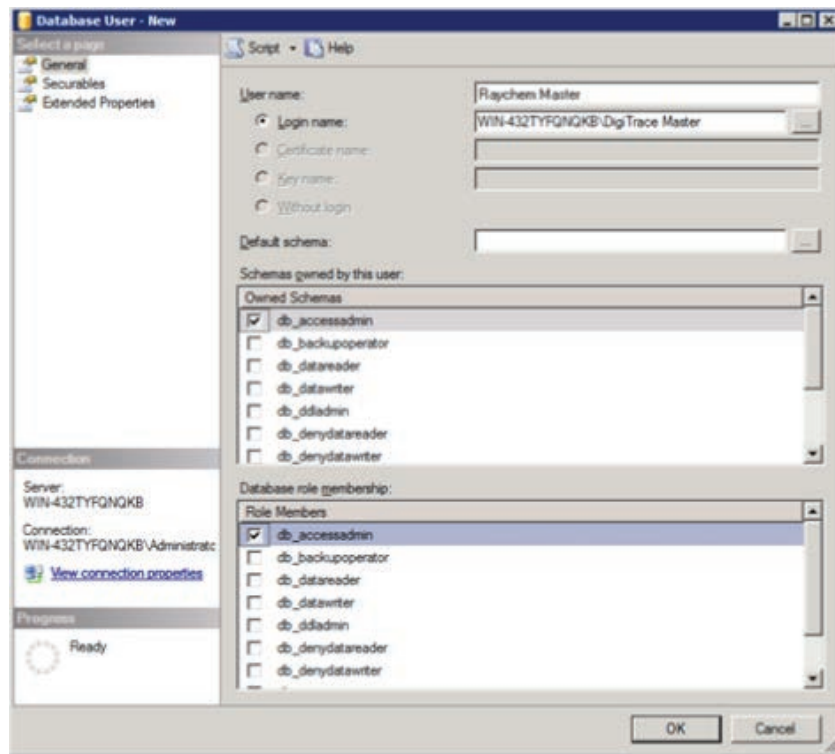 Database User - New
Select a page
General
Securables
Extended Properties
Script
Help
User name:
Raychem Master
Login name:
WIN-432TYFQNQKB\DigiTrace Master
...
Certificate name:
Key name:
Without login
Default schema:
...
Schemas owned by this user:
Owned Schemas
db_accessadmin
db_backupoperator
db_datareader
db_datawriter
db_ddladmin
db_denydatareader
db_denydatawriter
Database role membership:
Role Members
db_accessadmin
db_backupoperator
db_datareader
db_datawriter
db_ddladmin
db_denydatareader
db_denydatawriter
Connection
Server:
WIN-432TYFQNQKB
Connection:
WIN-432TYFQNQKB\Administratc
View connection properties
Progress
Ready
OK
Cancel